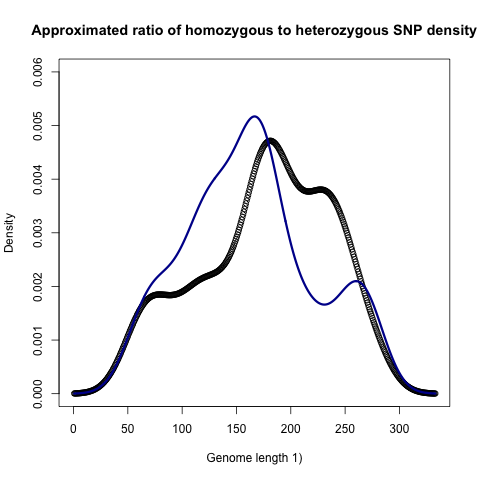 Approximated ratio of homozygous to heterozygous SNP density
0.006
0.005
0.004
0.003
0.002
0.001
0.000
Density
0 50 100 150 200 250 300
Genome length 1)